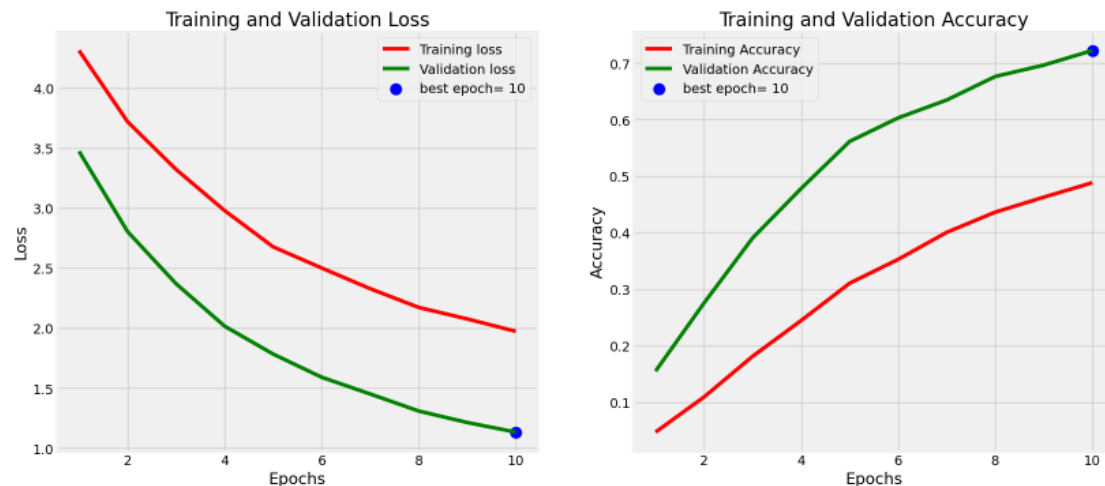 Training and Validation Loss
Training loss
Validation loss
best epoch= 10
4.0
3.5
3.0
2.5
2.0
1.5
1.0
Loss
2 4 6 8 10
Epochs
Training and Validation Accuracy
Training Accuracy
Validation Accuracy
best epoch= 10
0.7
0.6
0.5
0.4
0.3
0.2
0.1
Accuracy
2 4 6 8 10
Epochs